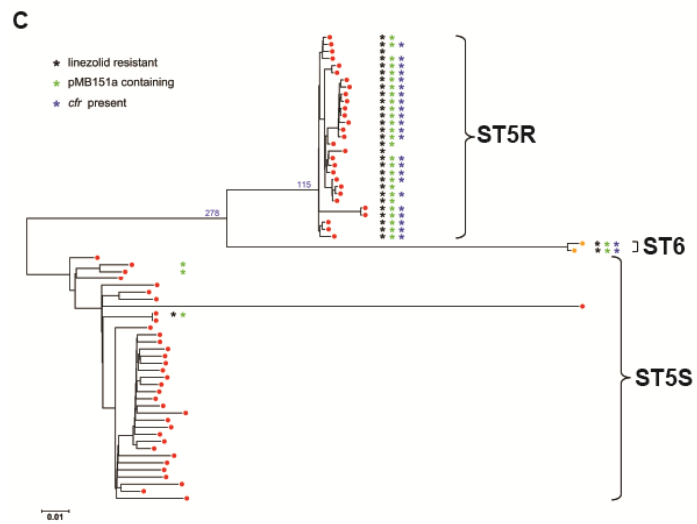 C
* linezolid resistant
* pMB151a containing
* cfr present
ST5R
115
278
ST6
ST5S
0.01